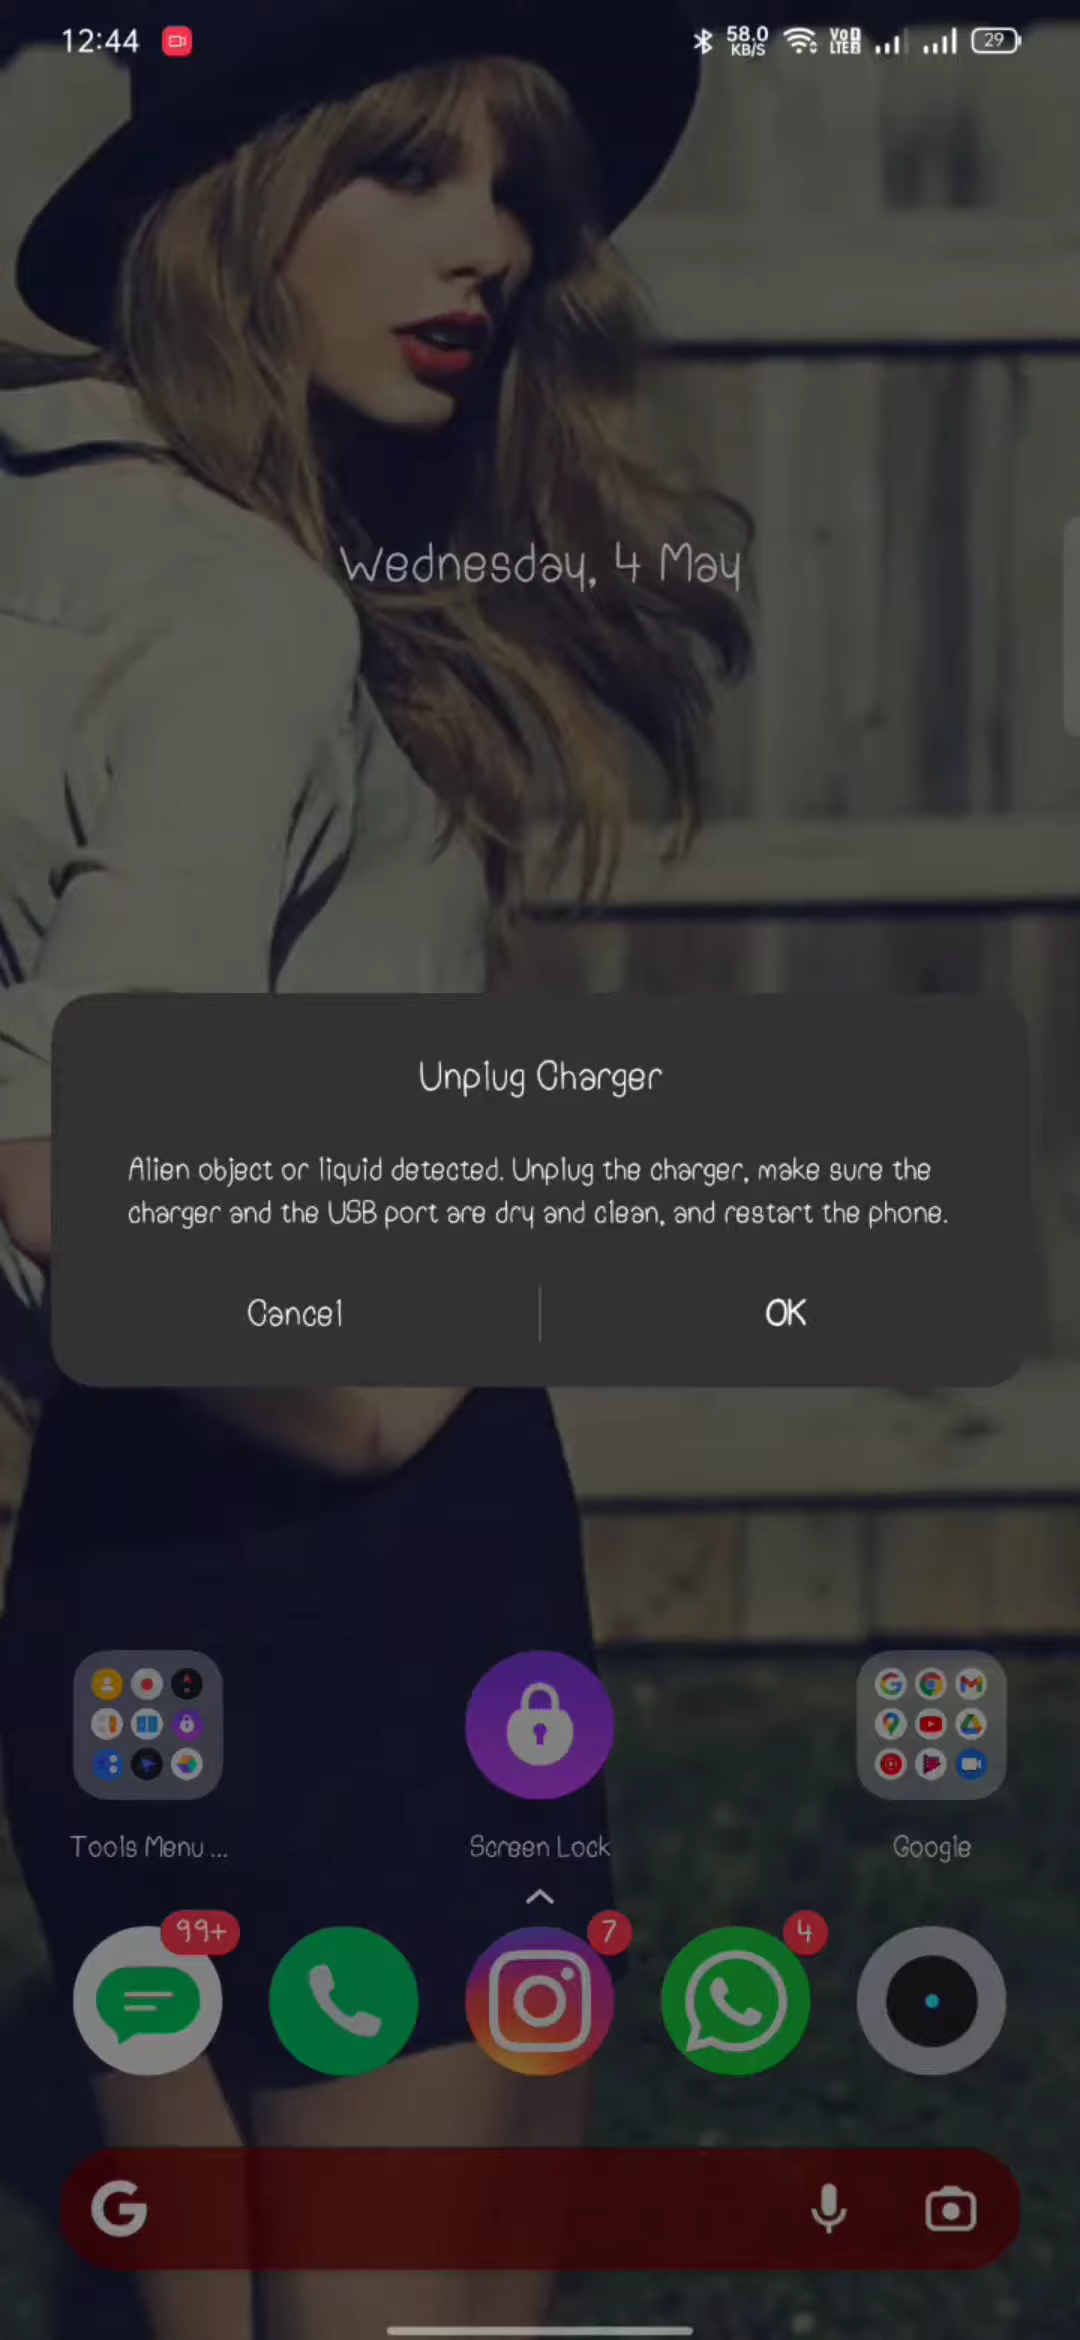 12:44
58.0
KB/S
Vo
LTE2
29
Wednesday, 4 May
Unplug Charger
Alien object or liquid detected. Unplug the charger, make sure the
charger and the USB port are dry and clean, and restart the phone.
Cancel
OK
Tools Menu ...
Screen Lock
Google
99+
7
4